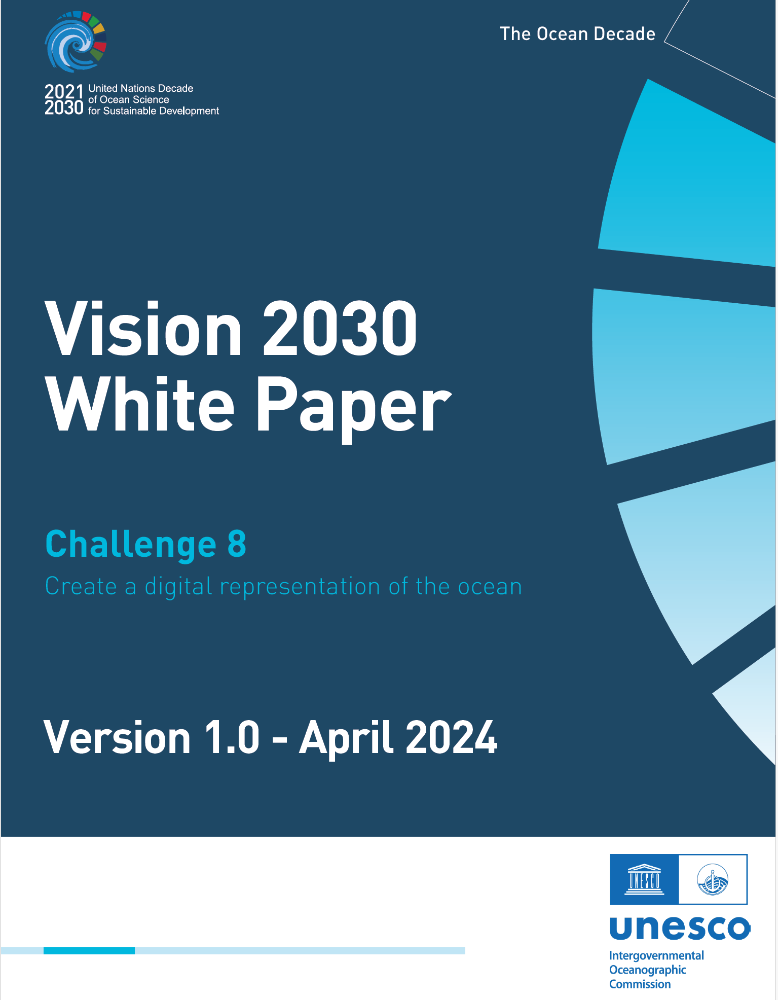 The Ocean Decade
2021
2030
United Nations Decade
of Ocean Science
for Sustainable Development
Vision 2030
White Paper
Challenge 8
Create a digital representation of the ocean
Version 1.0 - April 2024
UNESCO
unesco
Intergovernmental
Oceanographic
Commission